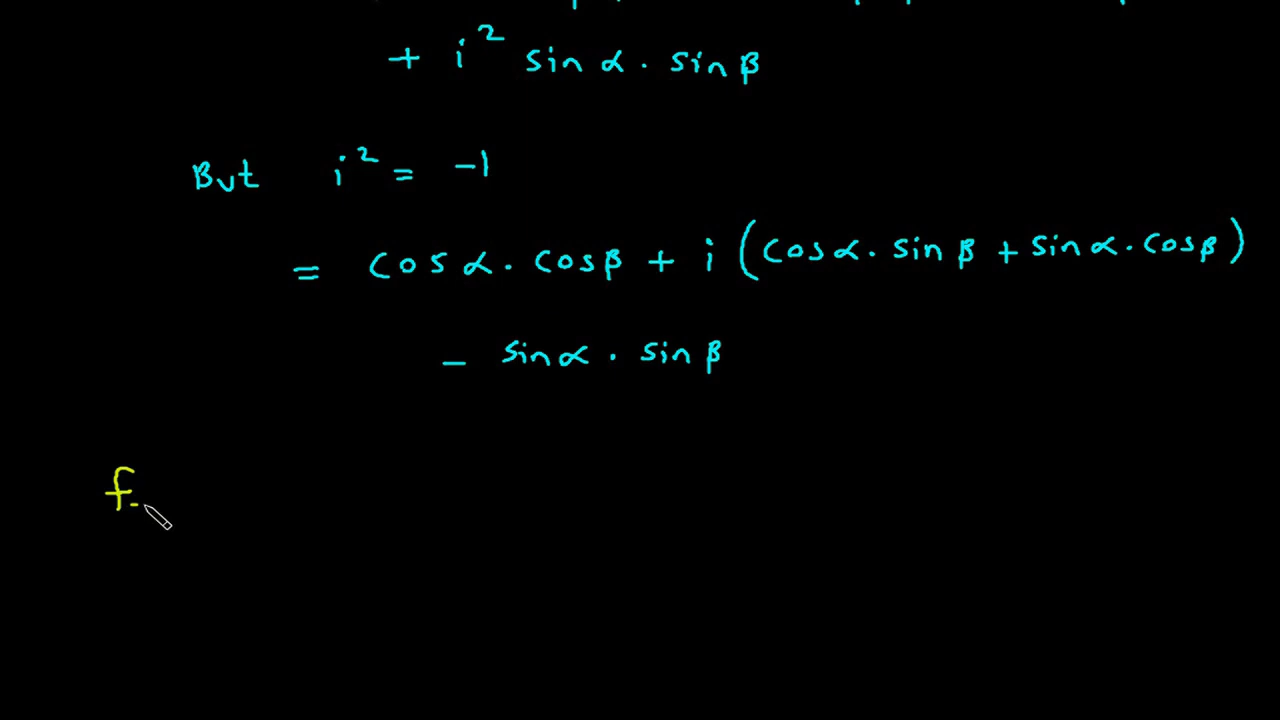 + i² sin α . sin β
But i² = -1
= cos α . cos β + i (cos α . sin β + sin α . cos β)
- sin α . sin β
f